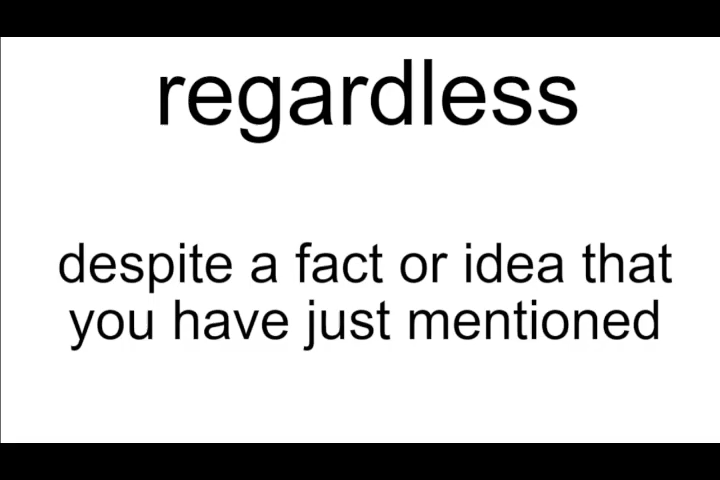 regardless
despite a fact or idea that
you have just mentioned